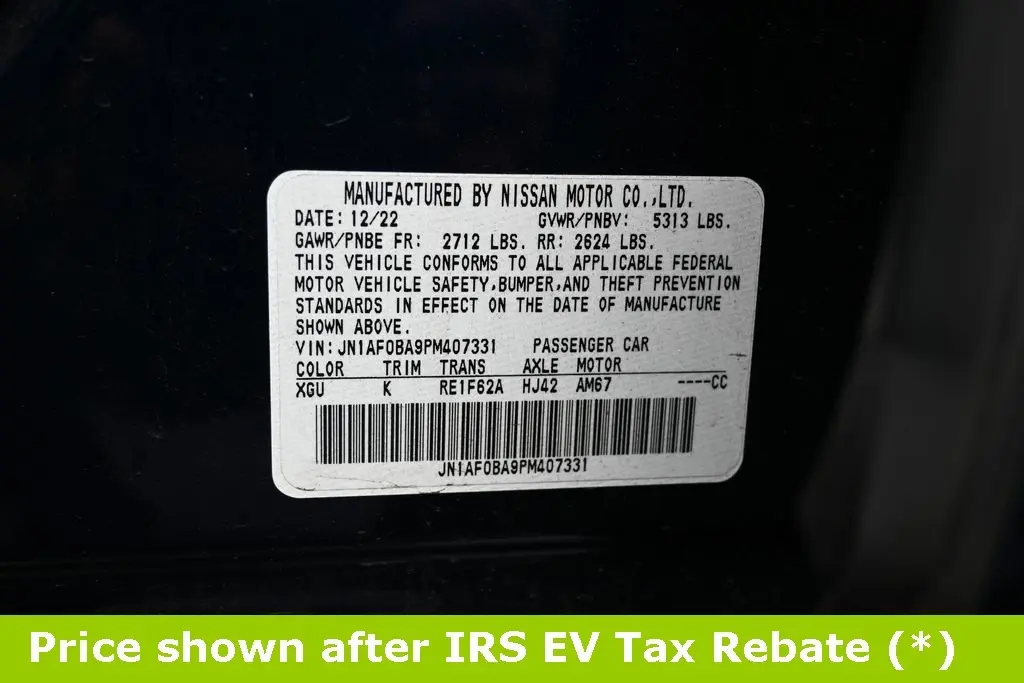 MANUFACTURED BY NISSAN MOTOR CO.,LTD.
DATE: 12/22 GVWR/PNBV: 5313 LBS.
GAWR/PNBE FR: 2712 LBS. RR: 2624 LBS.
THIS VEHICLE CONFORMS TO ALL APPLICABLE FEDERAL
MOTOR VEHICLE SAFETY,BUMPER,AND THEFT PREVENTION
STANDARDS IN EFFECT ON THE DATE OF MANUFACTURE
SHOWN ABOVE.
VIN:JN1AF0BA9PM407331 PASSENGER CAR
COLOR TRIM TRANS AXLE MOTOR
XGU K RE1F62A HJ42 AM67 ----CC
JN1AF0BA9PM407331
Price shown after IRS EV Tax Rebate (*)